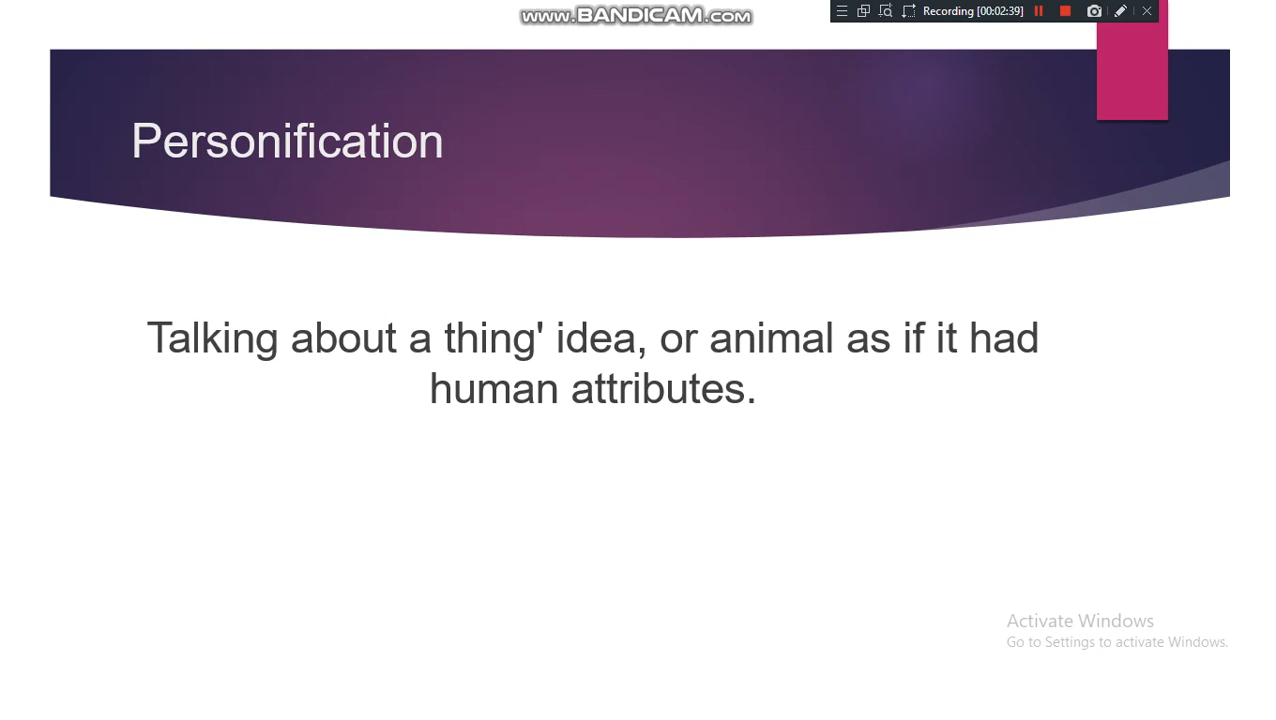 www.BANDICAM.com
Recording [00:02:39]
Personification
Talking about a thing' idea, or animal as if it had
human attributes.
Activate Windows
Go to Settings to activate Windows.